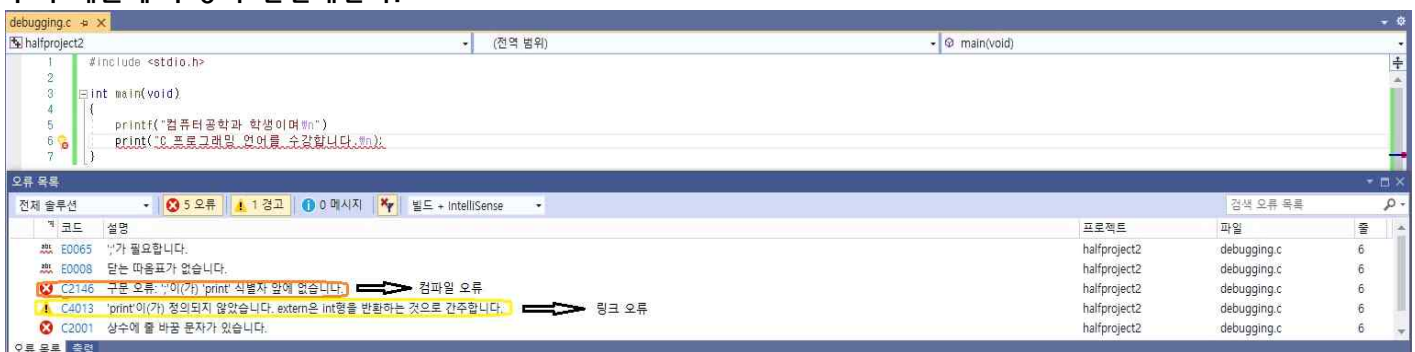 debugging.c
halfproject2 (전역 범위) main(void)
1 #include <stdio.h>
2
3 int main(void)
4 {
5 printf("컴퓨터공학과 학생이며₩n")
6 print("C 프로그래밍 언어를 수강합니다.₩n);
7 }
오류 목록
전체 솔루션 5 오류 1 경고 0 메시지 빌드 + IntelliSense 검색 오류 목록
코드 설명 프로젝트 파일 줄
abc E0065 ';'가 필요합니다. halfproject2 debugging.c 6
abc E0008 닫는 따옴표가 없습니다. halfproject2 debugging.c 6
C2146 구문 오류: ';'이(가) 'print' 식별자 앞에 없습니다. 컴파일 오류 halfproject2 debugging.c 6
C4013 'print'이(가) 정의되지 않았습니다. extern은 int형을 반환하는 것으로 간주합니다. 링크 오류 halfproject2 debugging.c 6
C2001 상수에 줄 바꿈 문자가 있습니다. halfproject2 debugging.c 6
오류 목록 출력